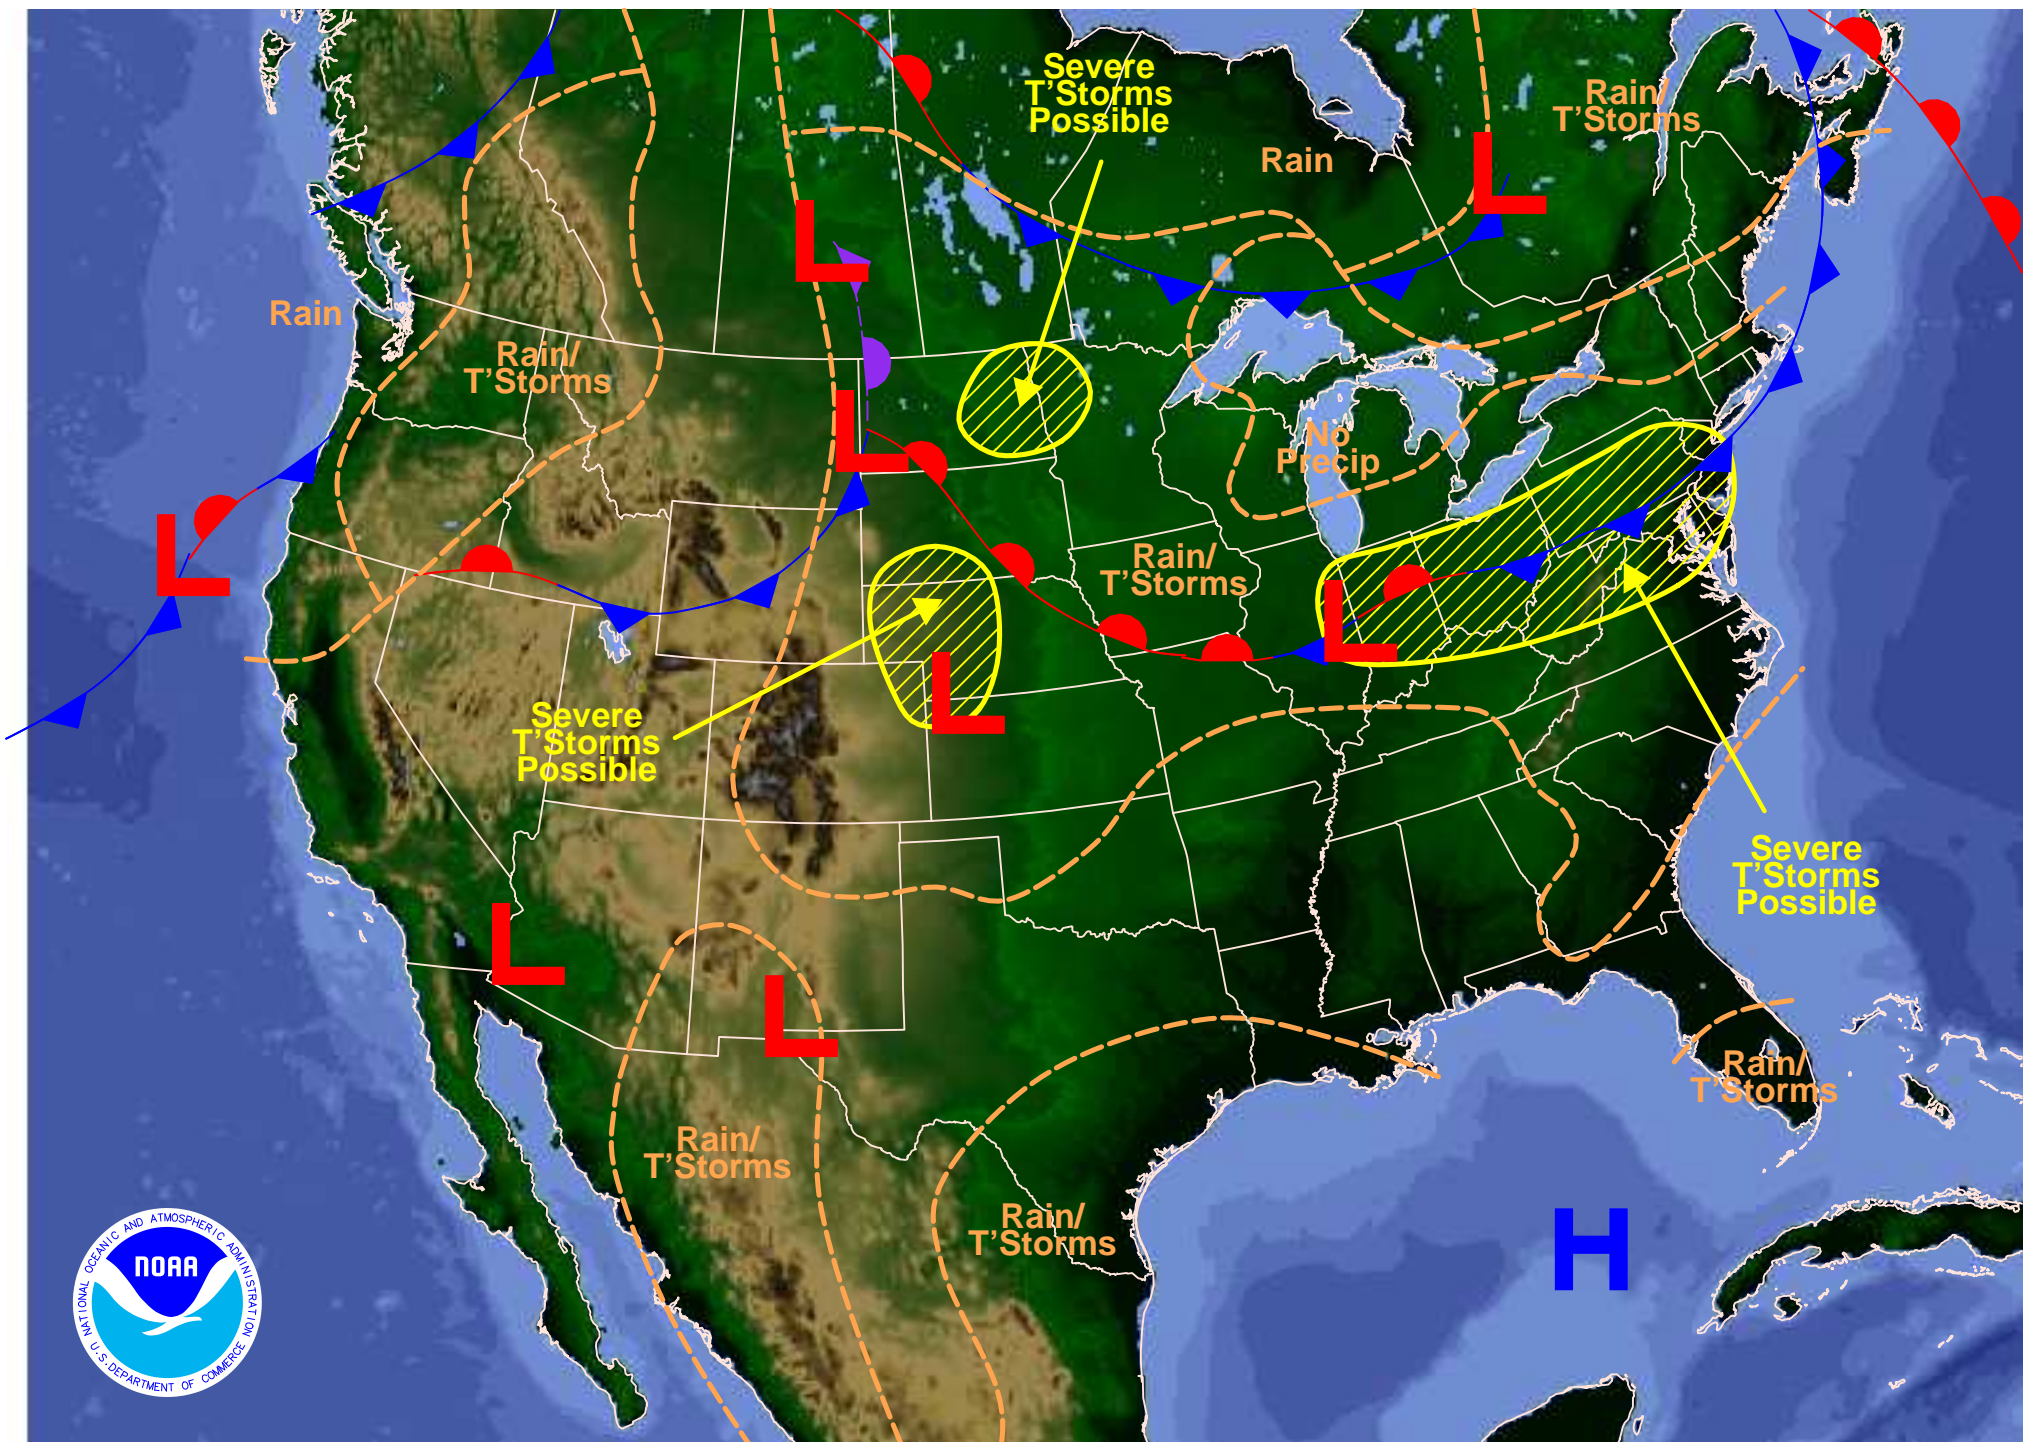 Severe
T'Storms
Possible
Rain/
T'Storms
Rain
L
L
Rain
Rain/
T'Storms
L
No
Precip
L
Rain/
T'Storms
L
L
Severe
T'Storms
Possible
Severe
T'Storms
Possible
L
L
Rain/
T'Storms
Rain/
T'Storms
Rain/
T'Storms
H
NATIONAL OCEANIC AND ATMOSPHERIC ADMINISTRATION
NOAA
U.S. DEPARTMENT OF COMMERCE